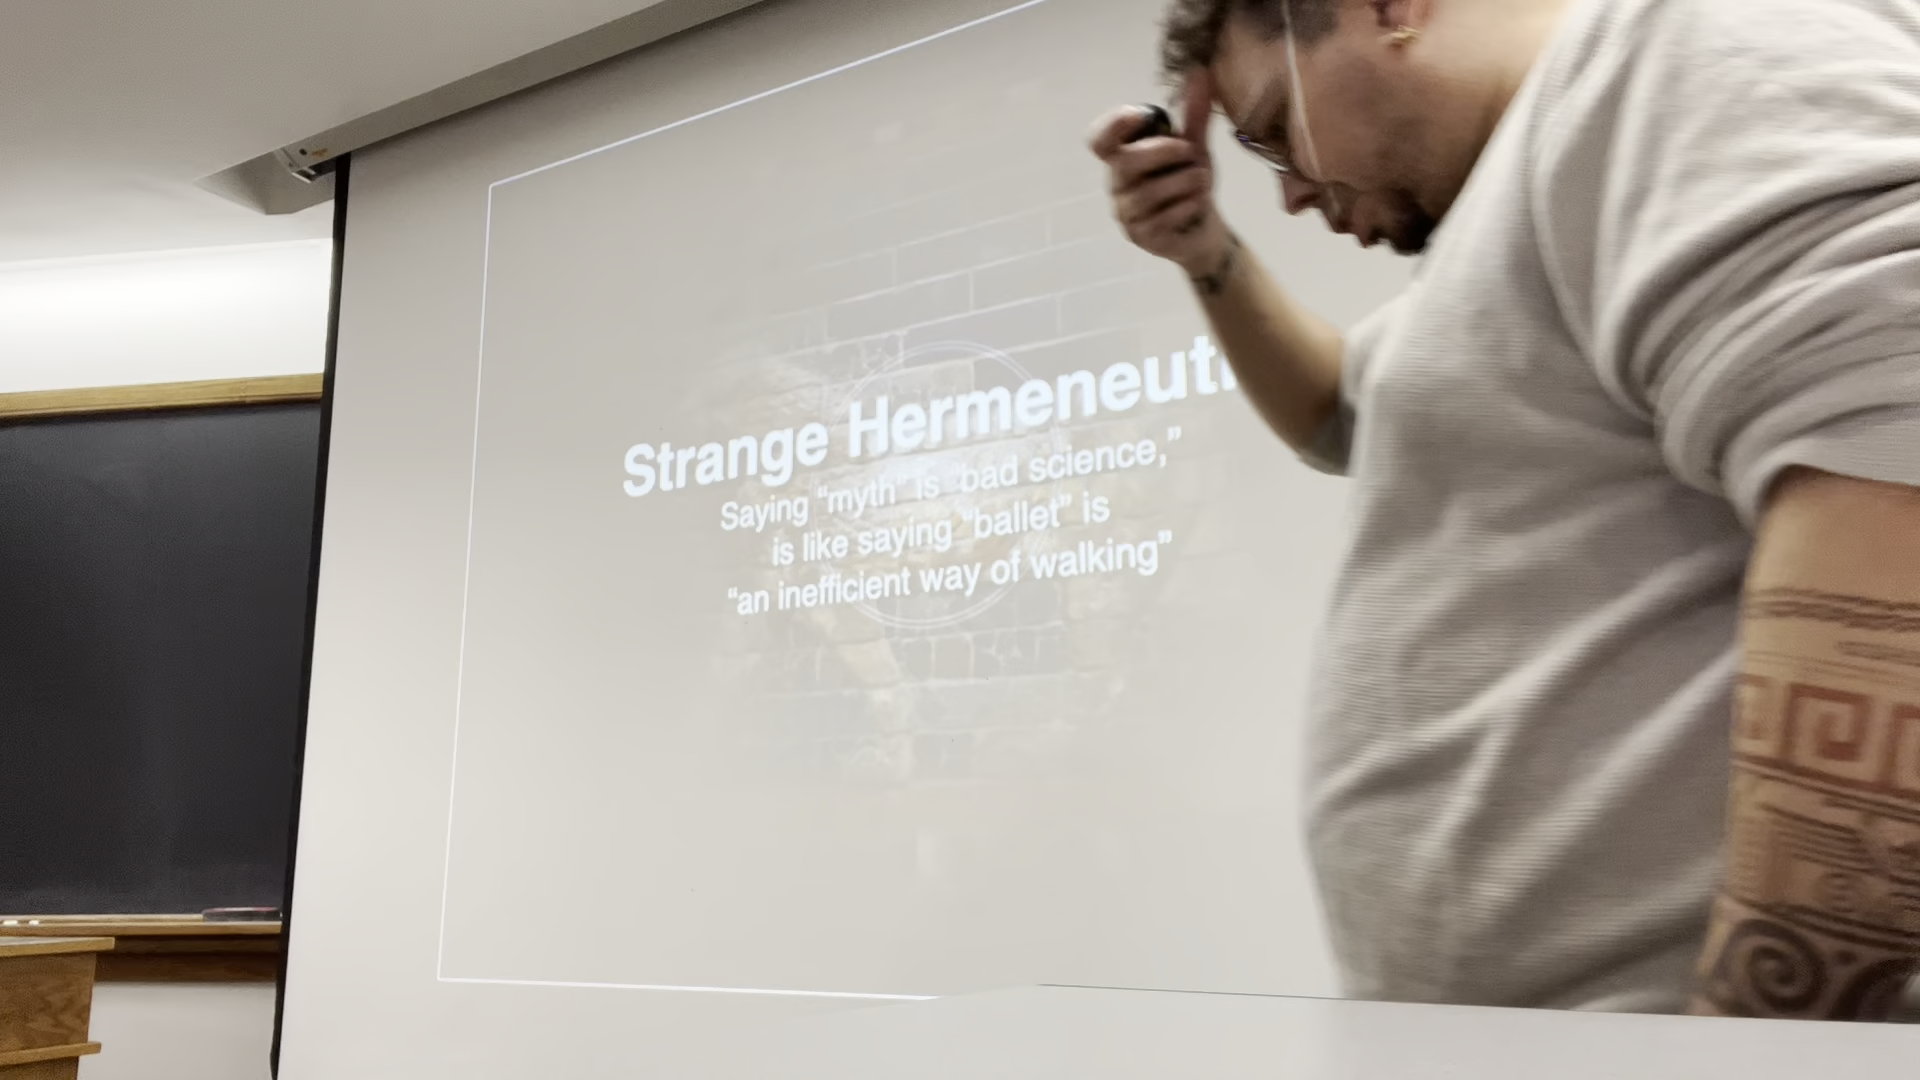 Strange Hermeneuti
Saying “myth” is “bad science,”
is like saying “ballet” is
“an inefficient way of walking”